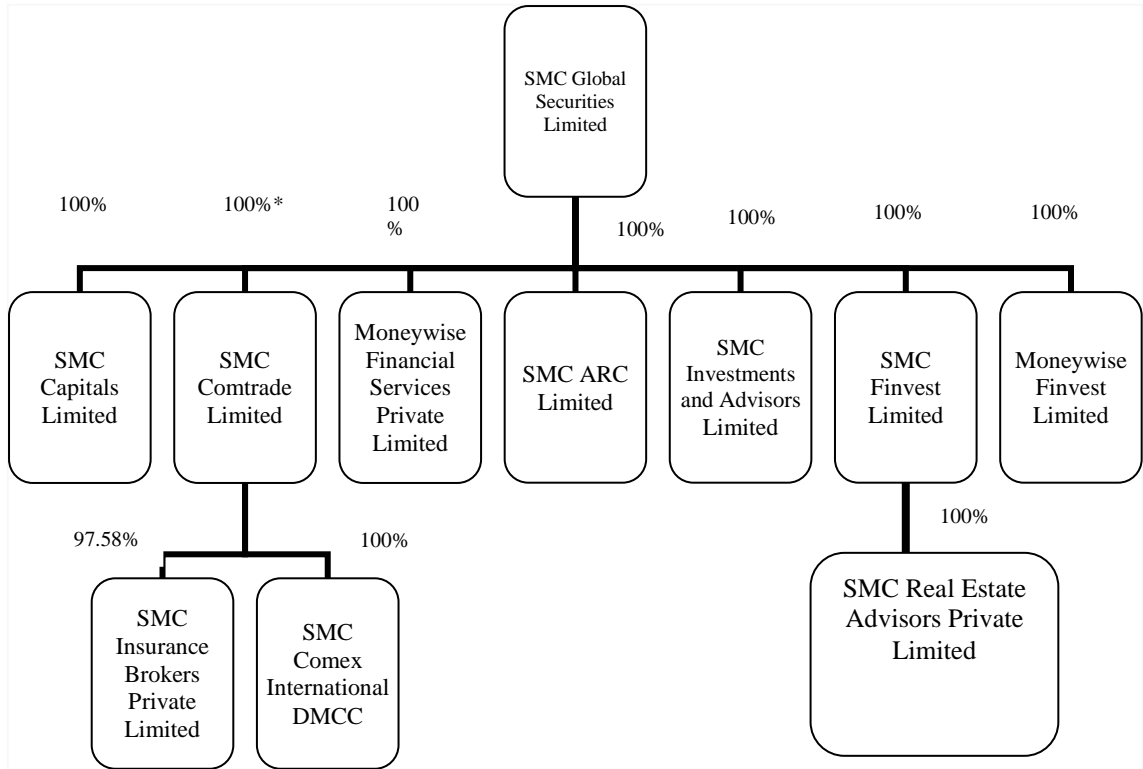 SMC Global
Securities
Limited
100%
100%*
100
%
100%
100%
100%
100%
SMC
Capitals
Limited
SMC
Comtrade
Limited
Moneywise
Financial
Services
Private
Limited
SMC ARC
Limited
SMC
Investments
and Advisors
Limited
SMC
Finvest
Limited
Moneywise
Finvest Limited
97.58%
100%
100%
SMC
Insurance
Brokers
Private
Limited
SMC
Comex
International
DMCC
SMC Real Estate
Advisors Private
Limited